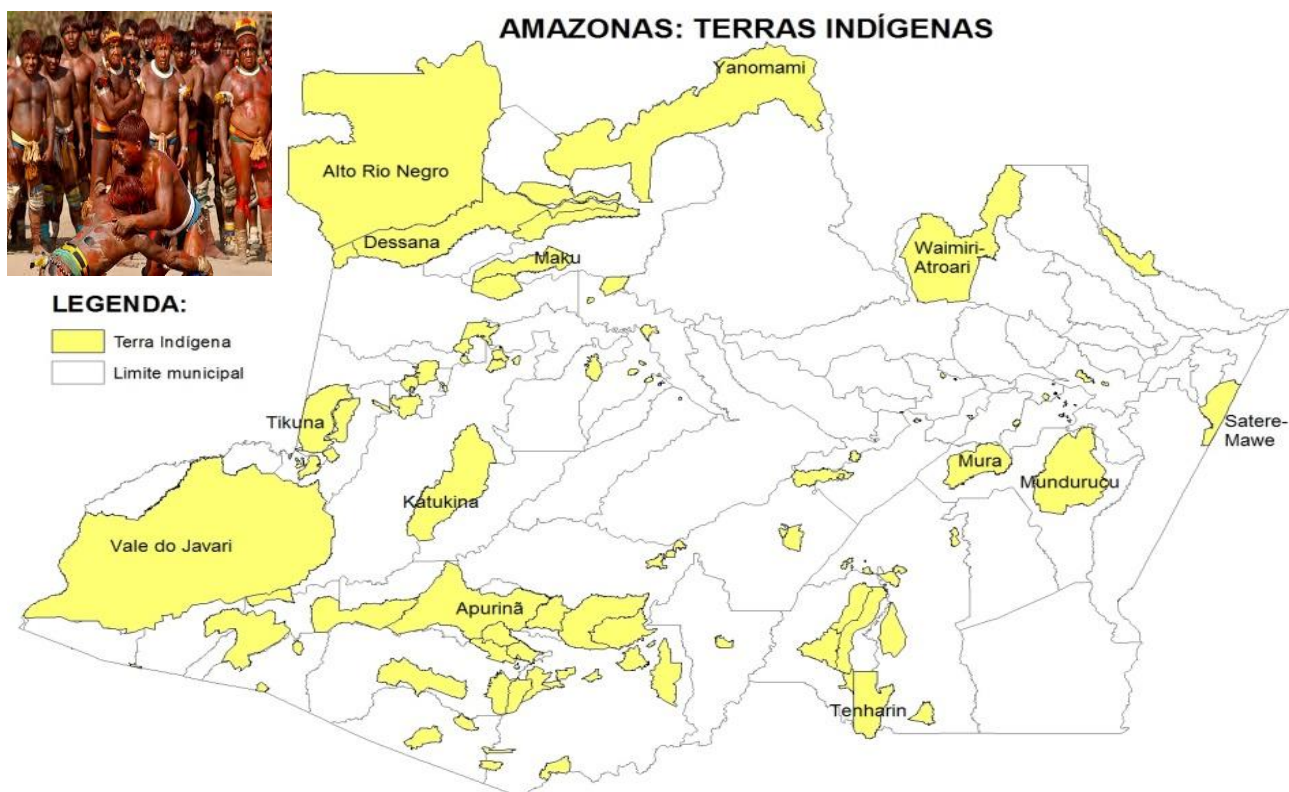 AMAZONAS: TERRAS INDÍGENAS
Yanomami
Alto Rio Negro
Dessana
Maku
Waimiri-
Atroari
LEGENDA:
Terra Indígena
Limite municipal
Tikuna
Satere-
Mawe
Mura
Munduruçu
Katukina
Vale do Javari
Apurinã
Tenharin